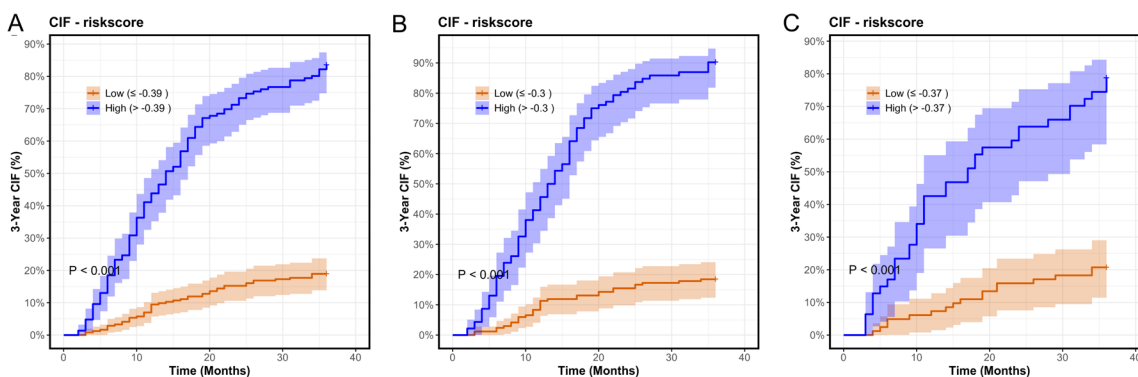 A
CIF - riskscore
3-Year CIF (%)
90%
80%
70%
60%
50%
40%
30%
20%
10%
0%
Low (≤ -0.39)
High (> -0.39 )
P < 0.001
0
10
20
30
40
Time (Months)
B
CIF - riskscore
3-Year CIF (%)
90%
80%
70%
60%
50%
40%
30%
20%
10%
0%
Low (≤ -0.3)
High (> -0.3 )
P < 0.001
0
10
20
30
40
Time (Months)
C
CIF - riskscore
3-Year CIF (%)
90%
80%
70%
60%
50%
40%
30%
20%
10%
0%
Low (≤ -0.37)
High (> -0.37 )
P < 0.001
0
10
20
30
40
Time (Months)